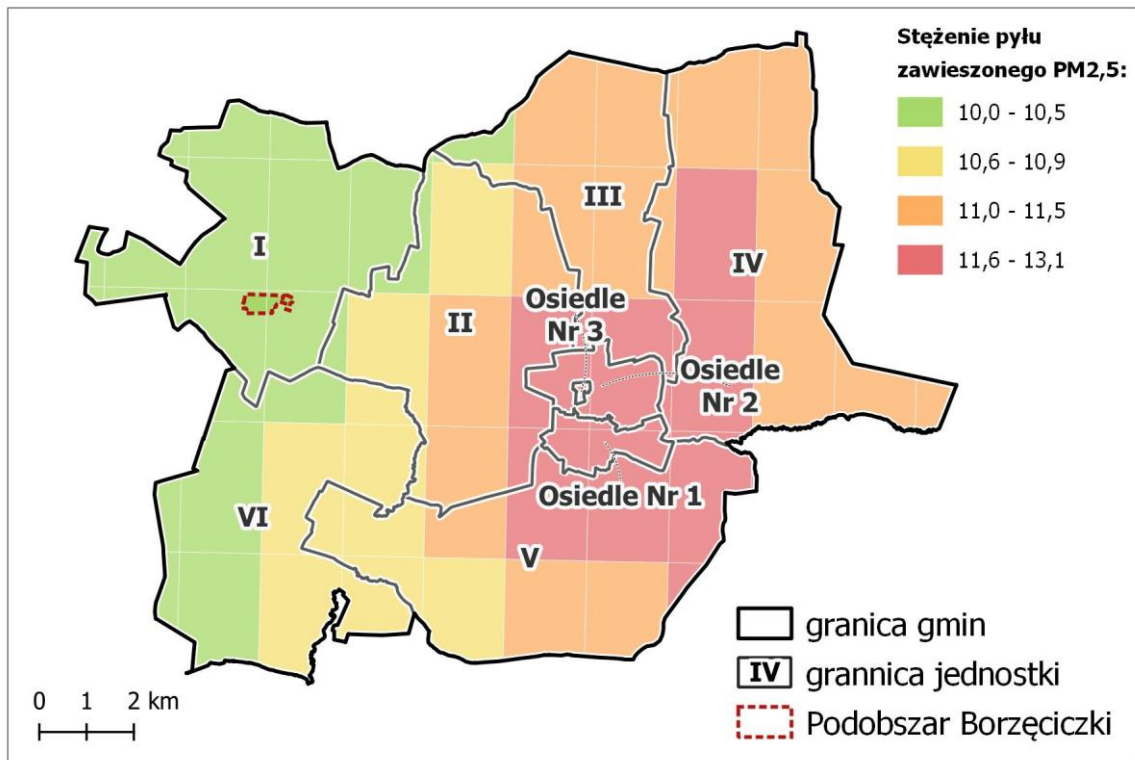 Stężenie pyłu
zawieszonego PM2,5:
10,0 - 10,5
10,6 - 10,9
11,0 - 11,5
11,6 - 13,1
I
II
III
IV
Osiedle
Nr 3
Osiedle
Nr 2
Osiedle Nr 1
VI
V
granica gmin
IV grannica jednostki
Podobszar Borzęciczki
0 1 2 km